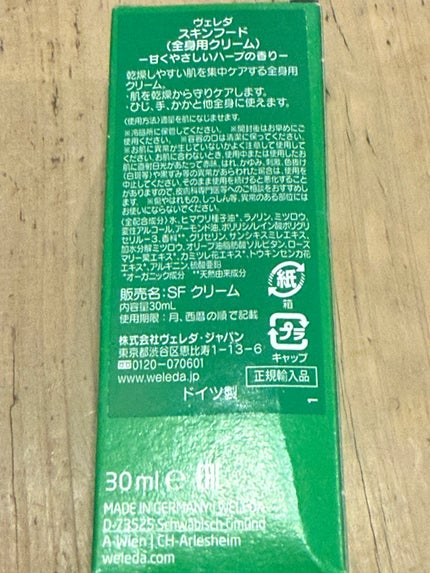 ヴェレダ
スキンフード
(全身用クリーム)
ー甘くやさしいハーブの香りー
乾燥しやすい肌を集中ケアする全身用
クリーム。
・肌を乾燥から守りケアします。
・ひじ、手、かかと他全身に使えます。
〈使用方法〉適量を肌になじませます。
※冷暗所に保管してください。 ※開封後はお早めにご
使用ください。 ※容器の口は清潔に保ってください。
※お肌に異常が生じていないかよく注意して使用して
ください。お肌に合わないとき、使用中または使用したお
肌に直射日光があたって赤味、はれ、かゆみ、刺激、色抜け
(白斑等)や黒ずみ等の異常があらわれた場合は、使用を
中止してください。そのまま使用を続けると悪化すること
がありますので、皮膚科専門医等へのご相談をおすすめし
ます。 ※傷やはれもの、しっしん等、異常のある部位には
お使いにならないでください。
〈全配合成分〉水、ヒマワリ種子油*、ラノリン、ミツロウ、
変性アルコール、アーモンド油、ポリシレイン酸ポリグリ
セリル-3、香料**、グリセリン、サンシキスミレエキス、
加水分解ミツロウ、オリーブ油脂肪酸ソルビタン、ローズ
マリー葉エキス*、カミツレ花エキス*、トウキンセンカ花
エキス*、アルギニン、硫酸亜鉛
*オーガニック成分 **天然由来成分
販売名:SF クリーム
内容量30mL
使用期限:月、西暦の順で記載
紙
箱
プラ
キャップ
株式会社ヴェレダ・ジャパン
東京都渋谷区恵比寿1-13-6
0120-070601
www.weleda.jp
正規輸入品
ドイツ製
1
30 ml e EAC
MADE IN GERMANY | WELEDA
D-73525 Schwäbisch Gmünd
A-Wien | CH-Arlesheim
weleda.com